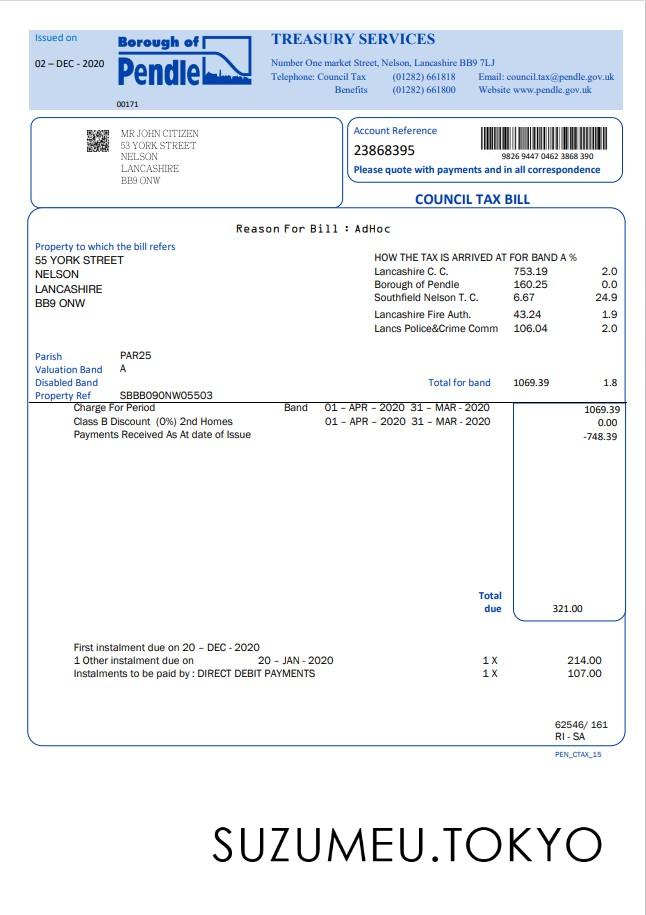 Issued on
02 – DEC - 2020
Borough of
Pendle
00171
TREASURY SERVICES
Number One market Street, Nelson, Lancashire BB9 7LJ
Telephone: Council Tax (01282) 661818 Email: council.tax@pendle.gov.uk
Benefits (01282) 661800 Website www.pendle.gov.uk
MR JOHN CITIZEN
53 YORK STREET
NELSON
LANCASHIRE
BB9 ONW
Account Reference
23868395
9826 9447 0462 3868 390
Please quote with payments and in all correspondence
COUNCIL TAX BILL
Reason For Bill : AdHoc
Property to which the bill refers
55 YORK STREET
NELSON
LANCASHIRE
BB9 ONW
HOW THE TAX IS ARRIVED AT FOR BAND A %
Lancashire C. C. 753.19 2.0
Borough of Pendle 160.25 0.0
Southfield Nelson T. C. 6.67 24.9
Lancashire Fire Auth. 43.24 1.9
Lancs Police&Crime Comm 106.04 2.0
Parish PAR25
Valuation Band A
Disabled Band
Total for band 1069.39 1.8
Property Ref SBBB090NW05503
Charge For Period Band 01 – APR – 2020 31 – MAR - 2020 1069.39
Class B Discount (0%) 2nd Homes 01 – APR – 2020 31 – MAR - 2020 0.00
Payments Received As At date of Issue -748.39
Total
due 321.00
First instalment due on 20 – DEC - 2020
1 Other instalment due on 20 – JAN - 2020 1 X 214.00
Instalments to be paid by : DIRECT DEBIT PAYMENTS 1 X 107.00
62546/ 161
RI - SA
PEN_CTAX_15
SUZUMEU.TOKYO